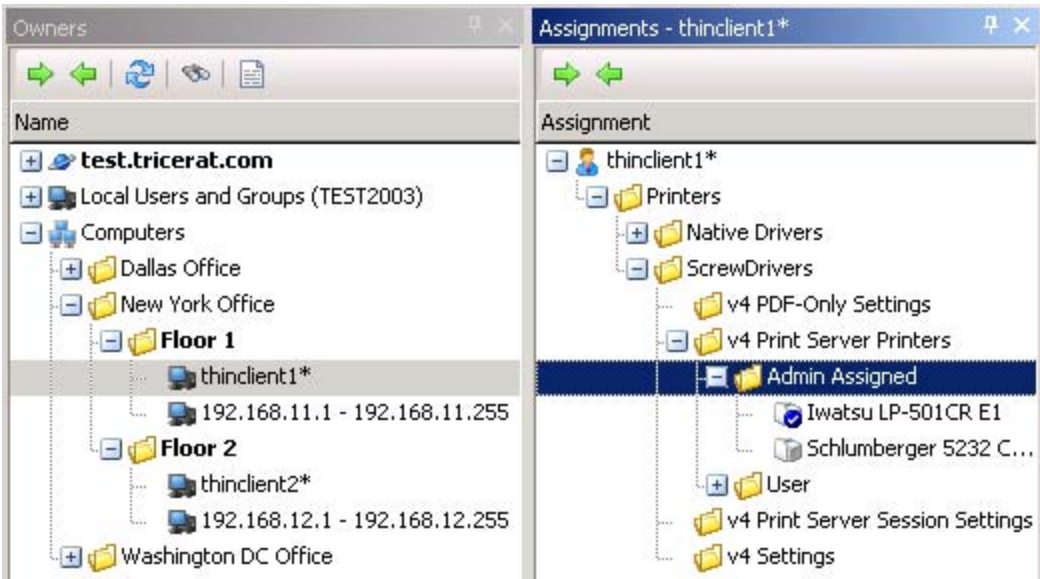 Owners
Name
test.tricerat.com
Local Users and Groups (TEST2003)
Computers
Dallas Office
New York Office
Floor 1
thinclient1*
192.168.11.1 - 192.168.11.255
Floor 2
thinclient2*
192.168.12.1 - 192.168.12.255
Washington DC Office
Assignments - thinclient1*
Assignment
thinclient1*
Printers
Native Drivers
ScrewDrivers
v4 PDF-Only Settings
v4 Print Server Printers
Admin Assigned
Iwatsu LP-501CR E1
Schlumberger 5232 C...
User
v4 Print Server Session Settings
v4 Settings